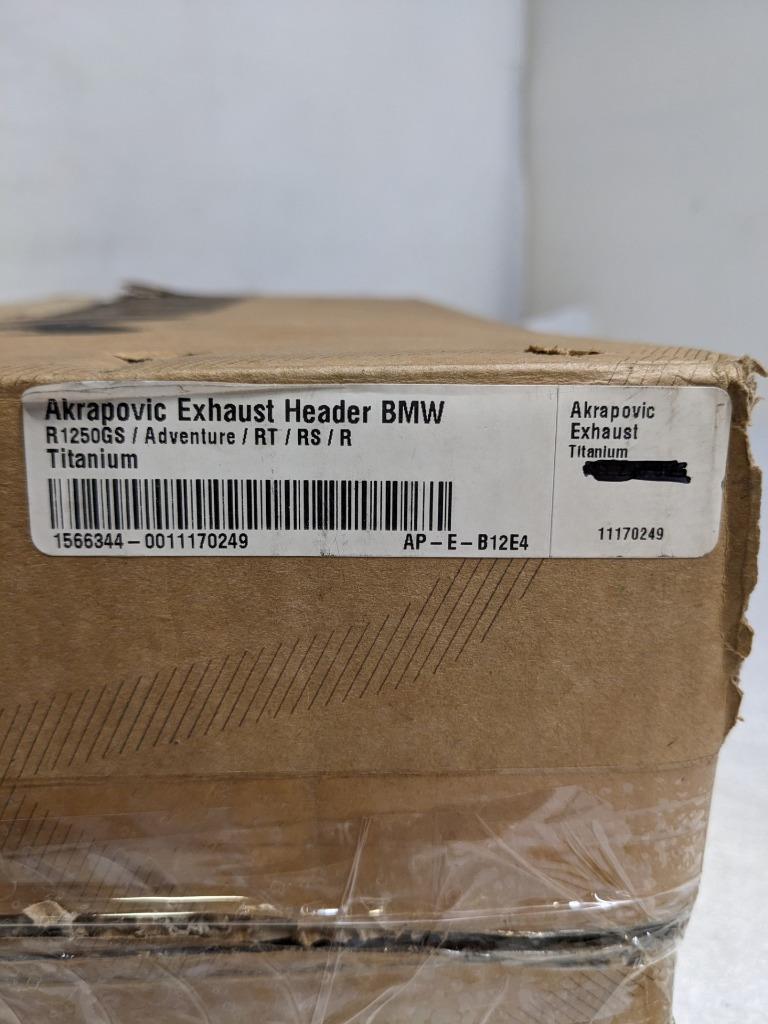 Akrapovic Exhaust Header BMW
R1250GS / Adventure / RT / RS / R
Titanium
1566344-0011170249
AP-E-B12E4
Akrapovic
Exhaust
Titanium
11170249